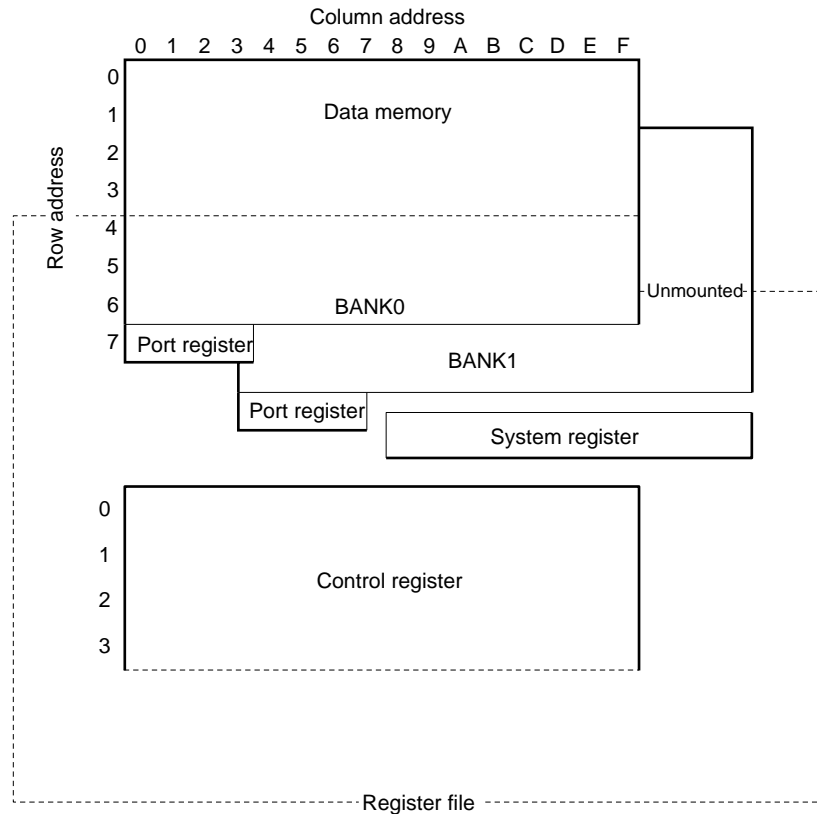 Column address
0 1 2 3 4 5 6 7 8 9 A B C D E F
Row address
0
1
2
3
4
5
6
7
Data memory
Unmounted
BANK0
Port register
BANK1
Port register
System register
0
1
2
3
Control register
Register file